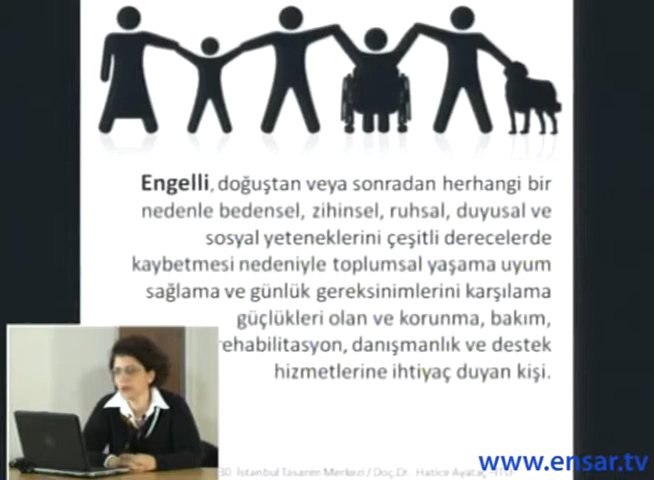 Engelli, doğuştan veya sonradan herhangi bir
nedenle bedensel, zihinsel, ruhsal, duyusal ve
sosyal yeteneklerini çeşitli derecelerde
kaybetmesi nedeniyle toplumsal yaşama uyum
sağlama ve günlük gereksinimlerini karşılama
güçlükleri olan ve korunma, bakım,
rehabilitasyon, danışmanlık ve destek
hizmetlerine ihtiyaç duyan kişi.
İstanbul Tasarım Merkezi / Doç.Dr. Hatice Ayataç
www.ensar.tv